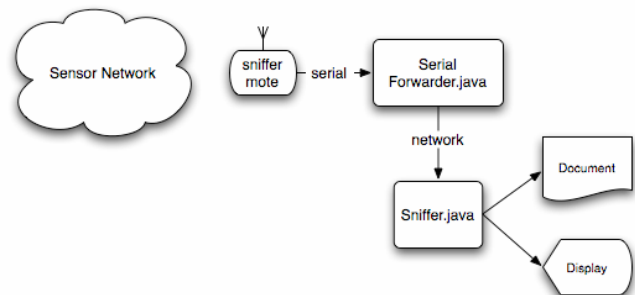 Sensor Network
sniffer
mote
serial
Serial
Forwarder.java
network
Document
Sniffer.java
Display